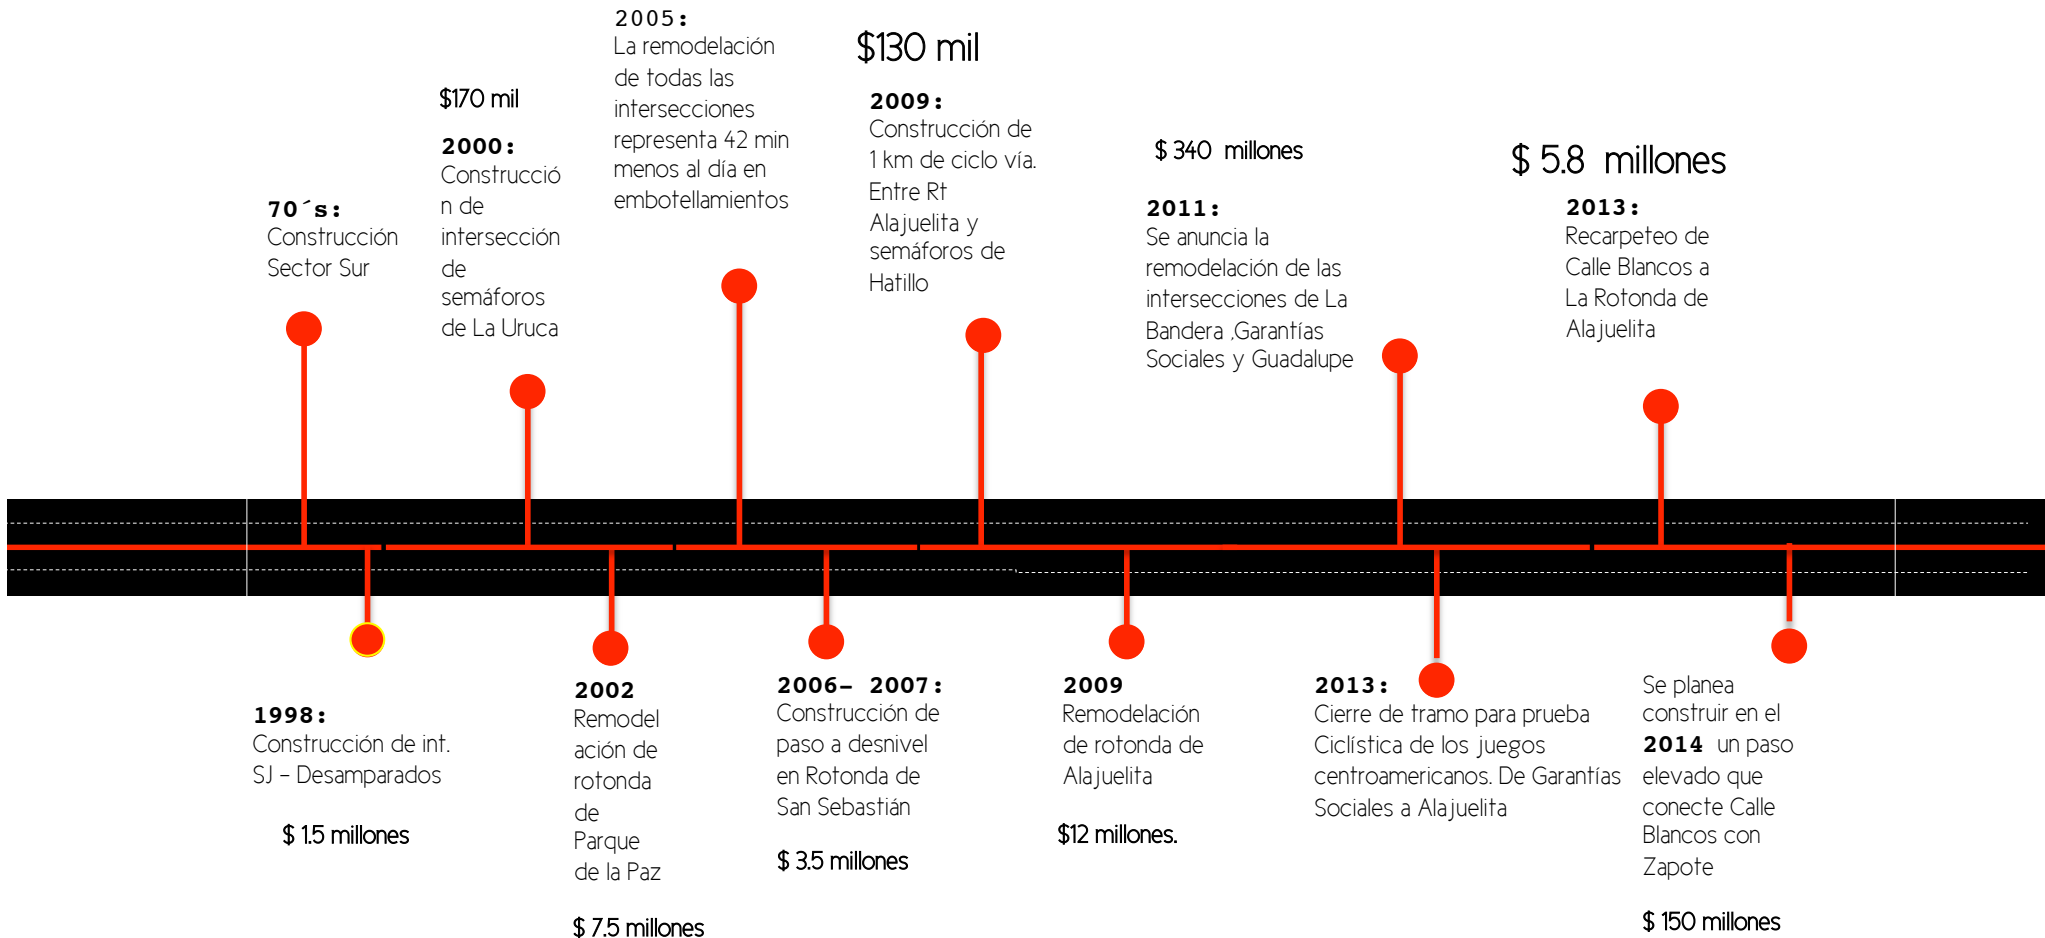 70´s:
Construcción
Sector Sur
$170 mil
2000:
Construcció
n de
intersección
de
semáforos
de La Uruca
2005:
La remodelación
de todas las
intersecciones
representa 42 min
menos al día en
embotellamientos
$130 mil
2009:
Construcción de
1 km de ciclo vía.
Entre Rt
Alajuelita y
semáforos de
Hatillo
$ 340 millones
2011:
Se anuncia la
remodelación de las
intersecciones de La
Bandera ,Garantías
Sociales y Guadalupe
$ 5.8 millones
2013:
Recarpeteo de
Calle Blancos a
La Rotonda de
Alajuelita
1998:
Construcción de int.
SJ – Desamparados
$ 1.5 millones
2002
Remodel
ación de
rotonda
de
Parque
de la Paz
$ 7.5 millones
2006– 2007:
Construcción de
paso a desnivel
en Rotonda de
San Sebastián
$ 3.5 millones
2009
Remodelación
de rotonda de
Alajuelita
$12 millones.
2013:
Cierre de tramo para prueba
Ciclística de los juegos
centroamericanos. De Garantías
Sociales a Alajuelita
Se planea
construir en el
2014 un paso
elevado que
conecte Calle
Blancos con
Zapote
$ 150 millones